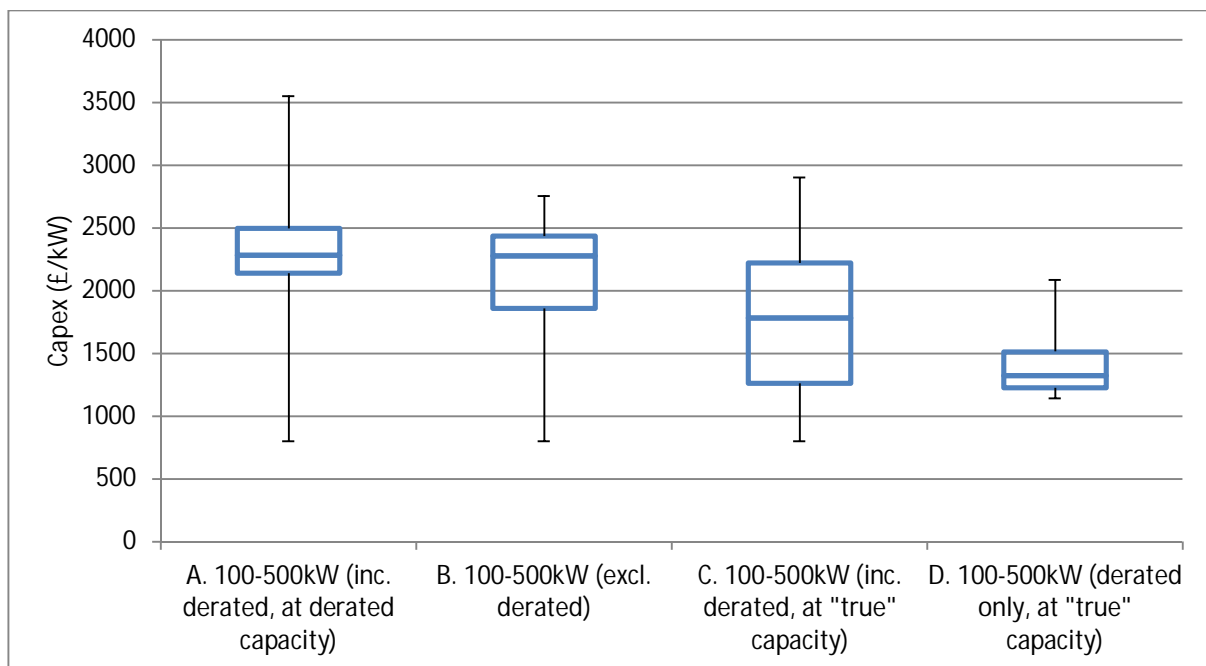 4000
3500
3000
2500
2000
1500
1000
500
0
Capex (£/kW)
A. 100-500kW (inc.
derated, at derated
capacity)
B. 100-500kW (excl.
derated)
C. 100-500kW (inc.
derated, at "true"
capacity)
D. 100-500kW (derated
only, at "true"
capacity)